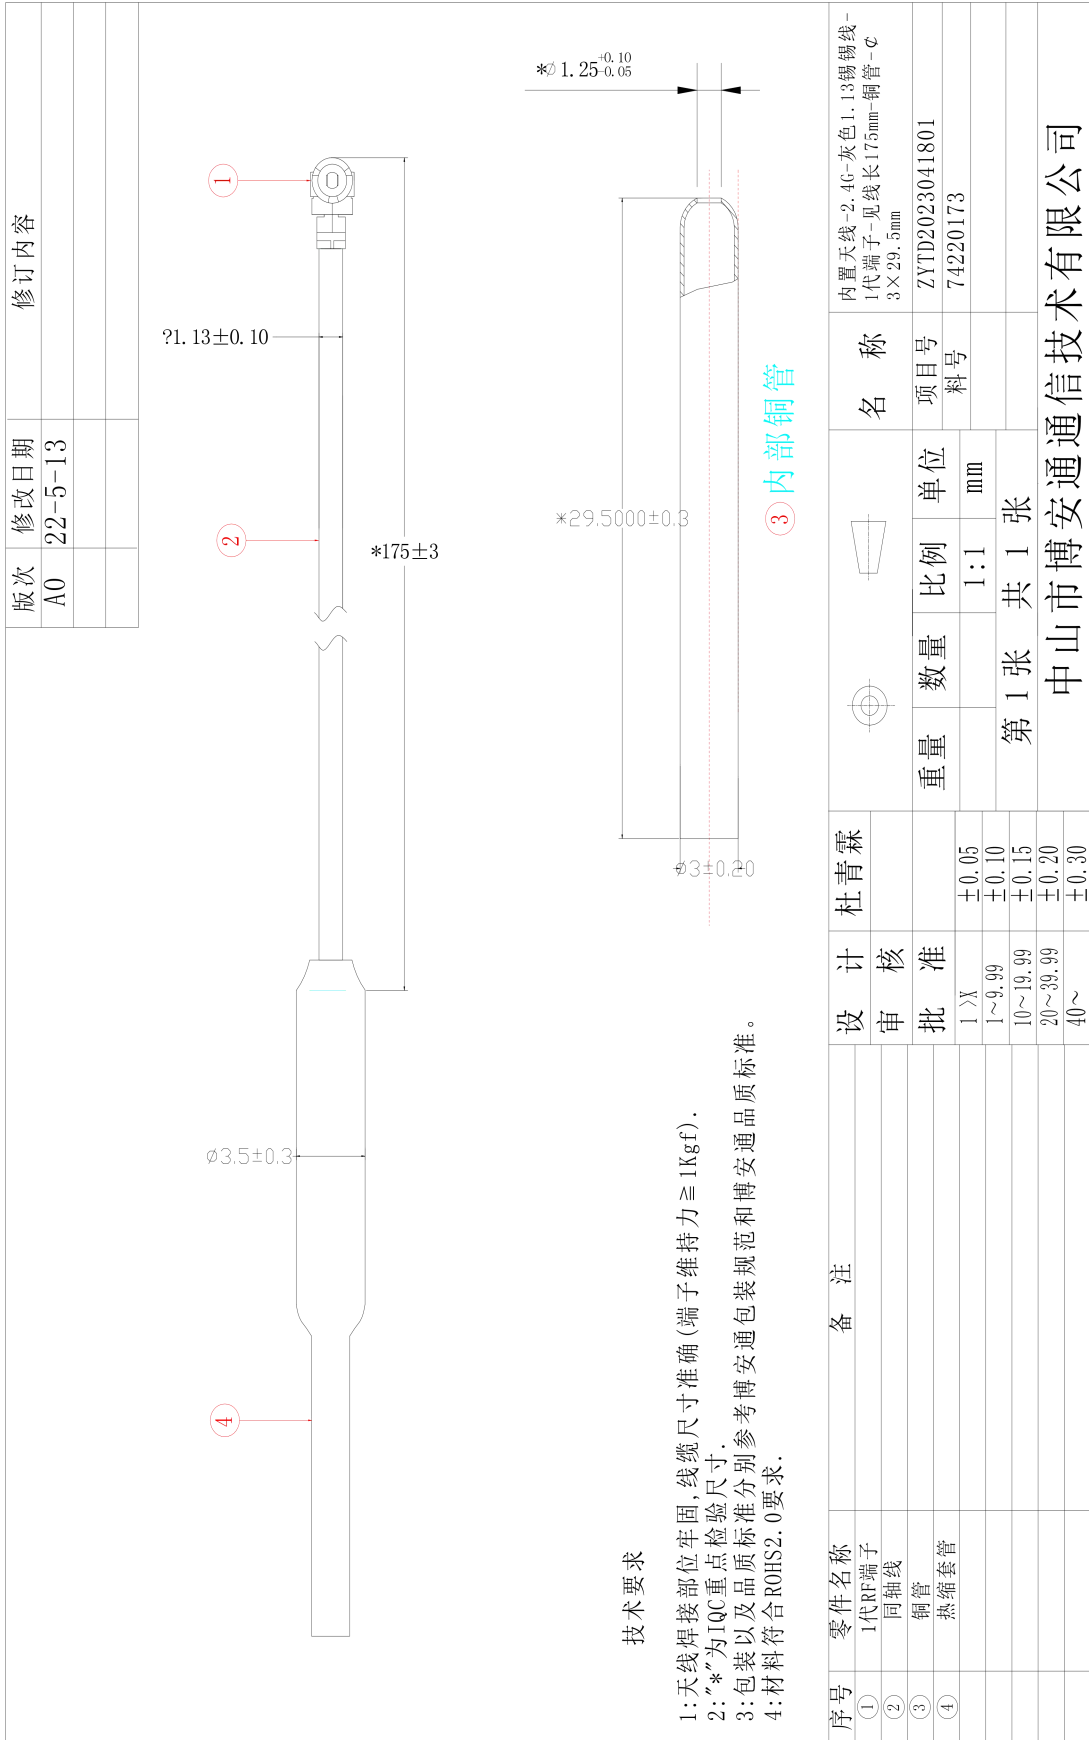 版次 修改日期 修订内容
A0 22-5-13
①
②
④
?1.13±0.10
*175±3
ø3.5±0.3
*ø1.25+0.10-0.05
*29.5000±0.3
ø3±0.20
③ 内部铜管
技术要求
1:天线焊接部位牢固,线缆尺寸准确(端子维持力≧1Kgf).
2:"*"为IQC重点检验尺寸.
3:包装以及品质标准分别参考博安通包装规范和博安通品质标准。
4:材料符合ROHS2.0要求.
序号 零件名称 备 注
① 1代RF端子
② 同轴线
③ 铜管
④ 热缩套管
设 计 杜青霖
审 核
批 准
1>X ±0.05
1~9.99 ±0.10
10~19.99 ±0.15
20~39.99 ±0.20
40~ ±0.30
重量 数量 比例 单位
1:1 mm
第 1 张 共 1 张
名 称
内置天线-2.4G-灰色1.13锡锡线-
1代端子-见线长175mm-铜管-¢
3×29.5mm
项目号 ZYTD2023041801
料号 74220173
中山市博安通通信技术有限公司